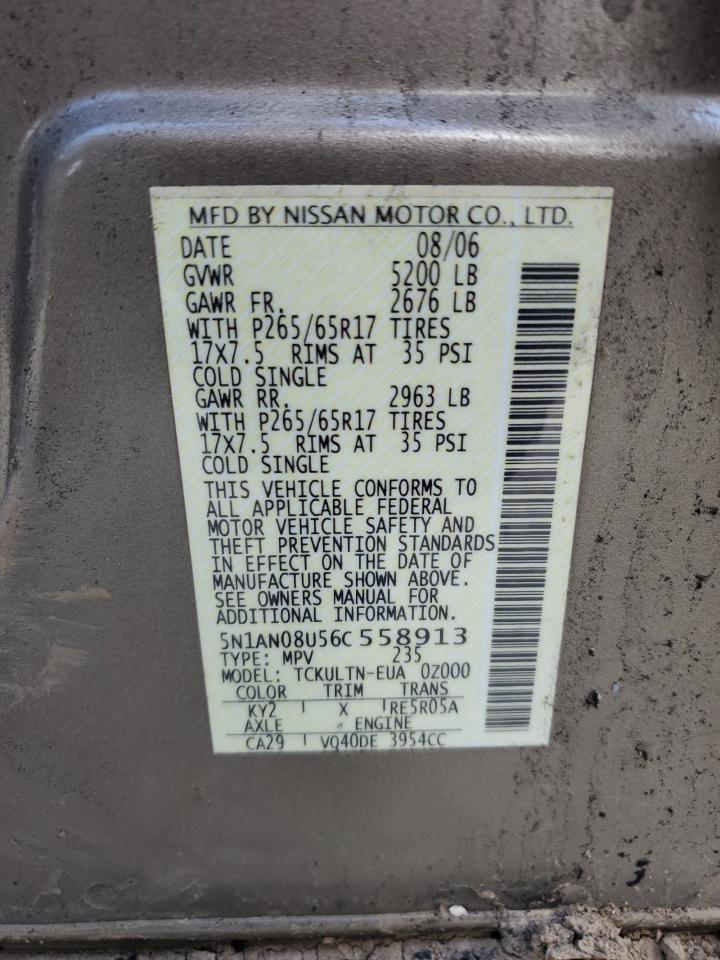 MFD BY NISSAN MOTOR CO., LTD.
DATE 08/06
GVWR 5200 LB
GAWR FR. 2676 LB
WITH P265/65R17 TIRES
17X7.5 RIMS AT 35 PSI
COLD SINGLE
GAWR RR. 2963 LB
WITH P265/65R17 TIRES
17X7.5 RIMS AT 35 PSI
COLD SINGLE
THIS VEHICLE CONFORMS TO
ALL APPLICABLE FEDERAL
MOTOR VEHICLE SAFETY AND
THEFT PREVENTION STANDARDS
IN EFFECT ON THE DATE OF
MANUFACTURE SHOWN ABOVE.
SEE OWNERS MANUAL FOR
ADDITIONAL INFORMATION.
5N1AN08U56C558913
TYPE: MPV 235
MODEL: TCKULTN-EUA 0Z000
COLOR TRIM TRANS
KY2 X RE5R05A
AXLE ENGINE
CA29 VQ40DE 3954CC